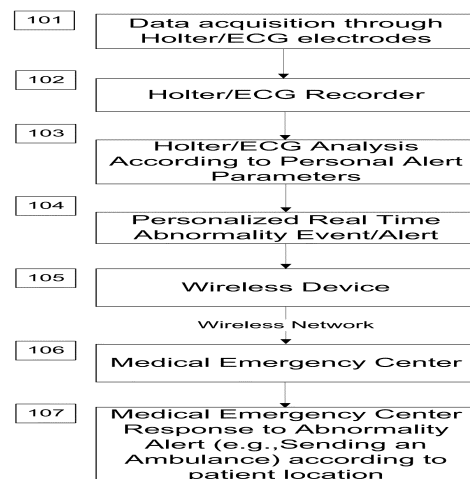 101
Data acquisition through
Holter/ECG electrodes
102
Holter/ECG Recorder
103
Holter/ECG Analysis
According to Personal Alert
Parameters
104
Personalized Real Time
Abnormality Event/Alert
105
Wireless Device
Wireless Network
106
Medical Emergency Center
107
Medical Emergency Center
Response to Abnormality
Alert (e.g.,Sending an
Ambulance) according to
patient location